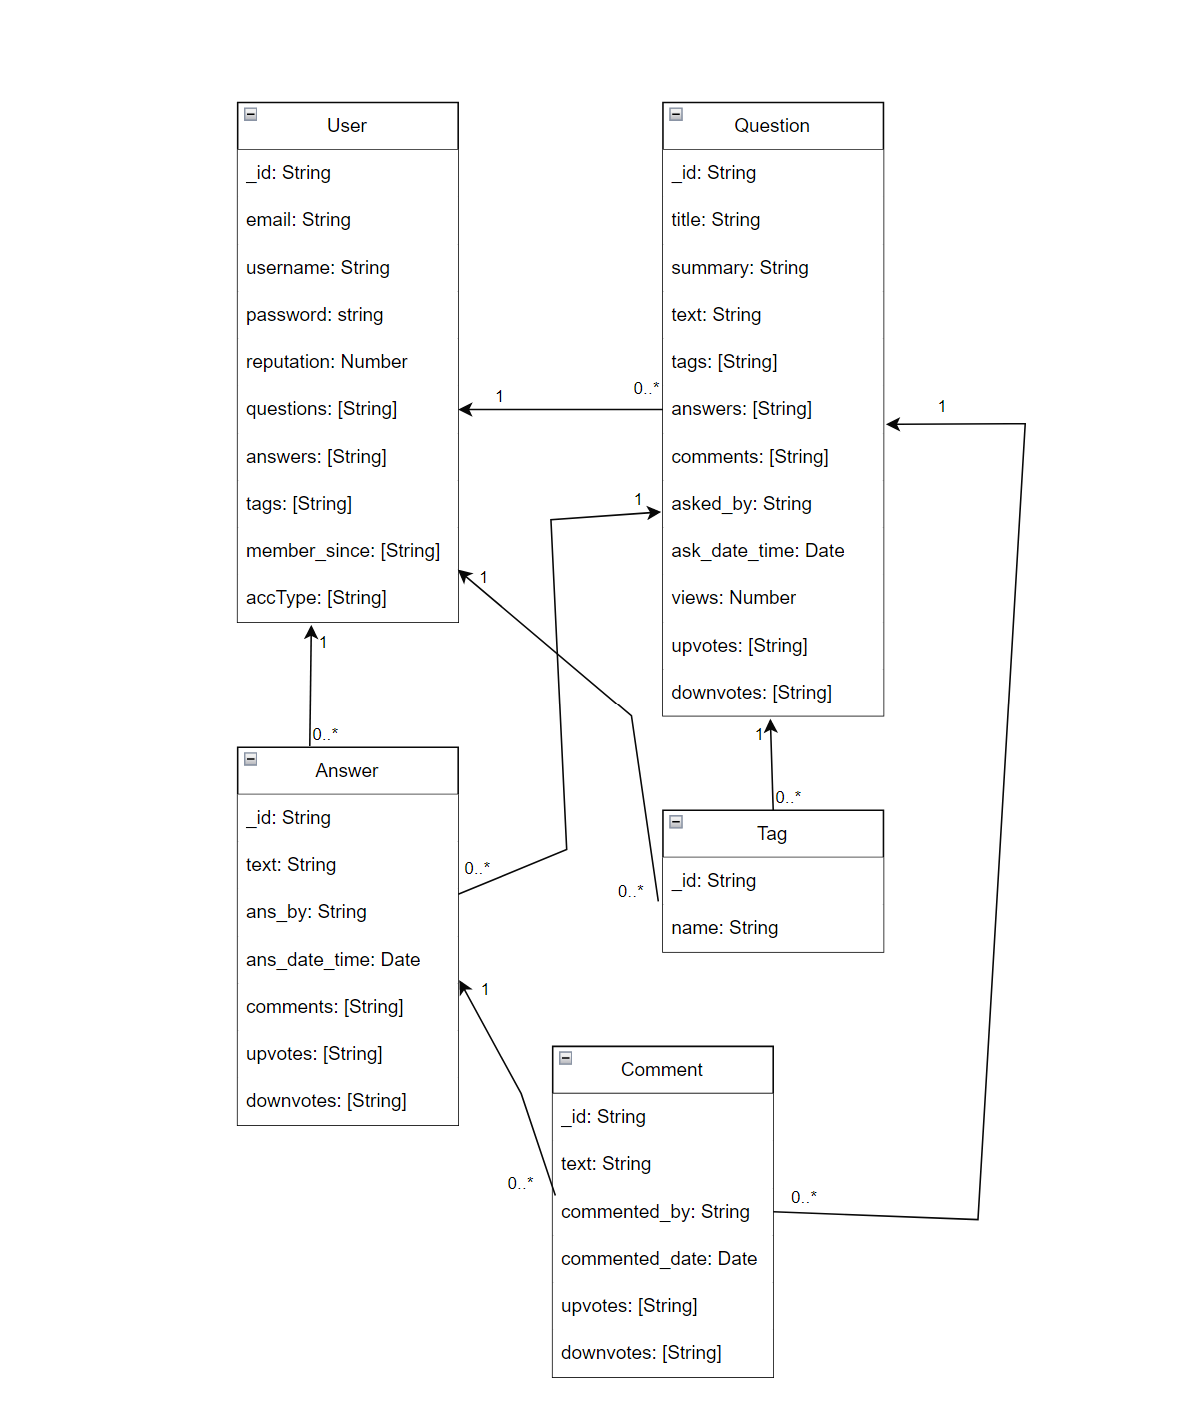 User
_id: String
email: String
username: String
password: string
reputation: Number
questions: [String]
answers: [String]
tags: [String]
member_since: [String]
accType: [String]
Question
_id: String
title: String
summary: String
text: String
tags: [String]
answers: [String]
comments: [String]
asked_by: String
ask_date_time: Date
views: Number
upvotes: [String]
downvotes: [String]
1
0..*
1
1
1
1
0..*
1
0..*
Answer
_id: String
text: String
ans_by: String
ans_date_time: Date
comments: [String]
upvotes: [String]
downvotes: [String]
0..*
0..*
Tag
_id: String
name: String
1
0..*
0..*
Comment
_id: String
text: String
commented_by: String
commented_date: Date
upvotes: [String]
downvotes: [String]